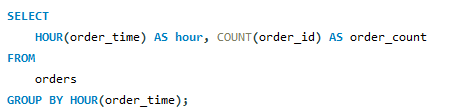 SELECT
    HOUR(order_time) AS hour, COUNT(order_id) AS order_count
FROM
    orders
GROUP BY HOUR(order_time);